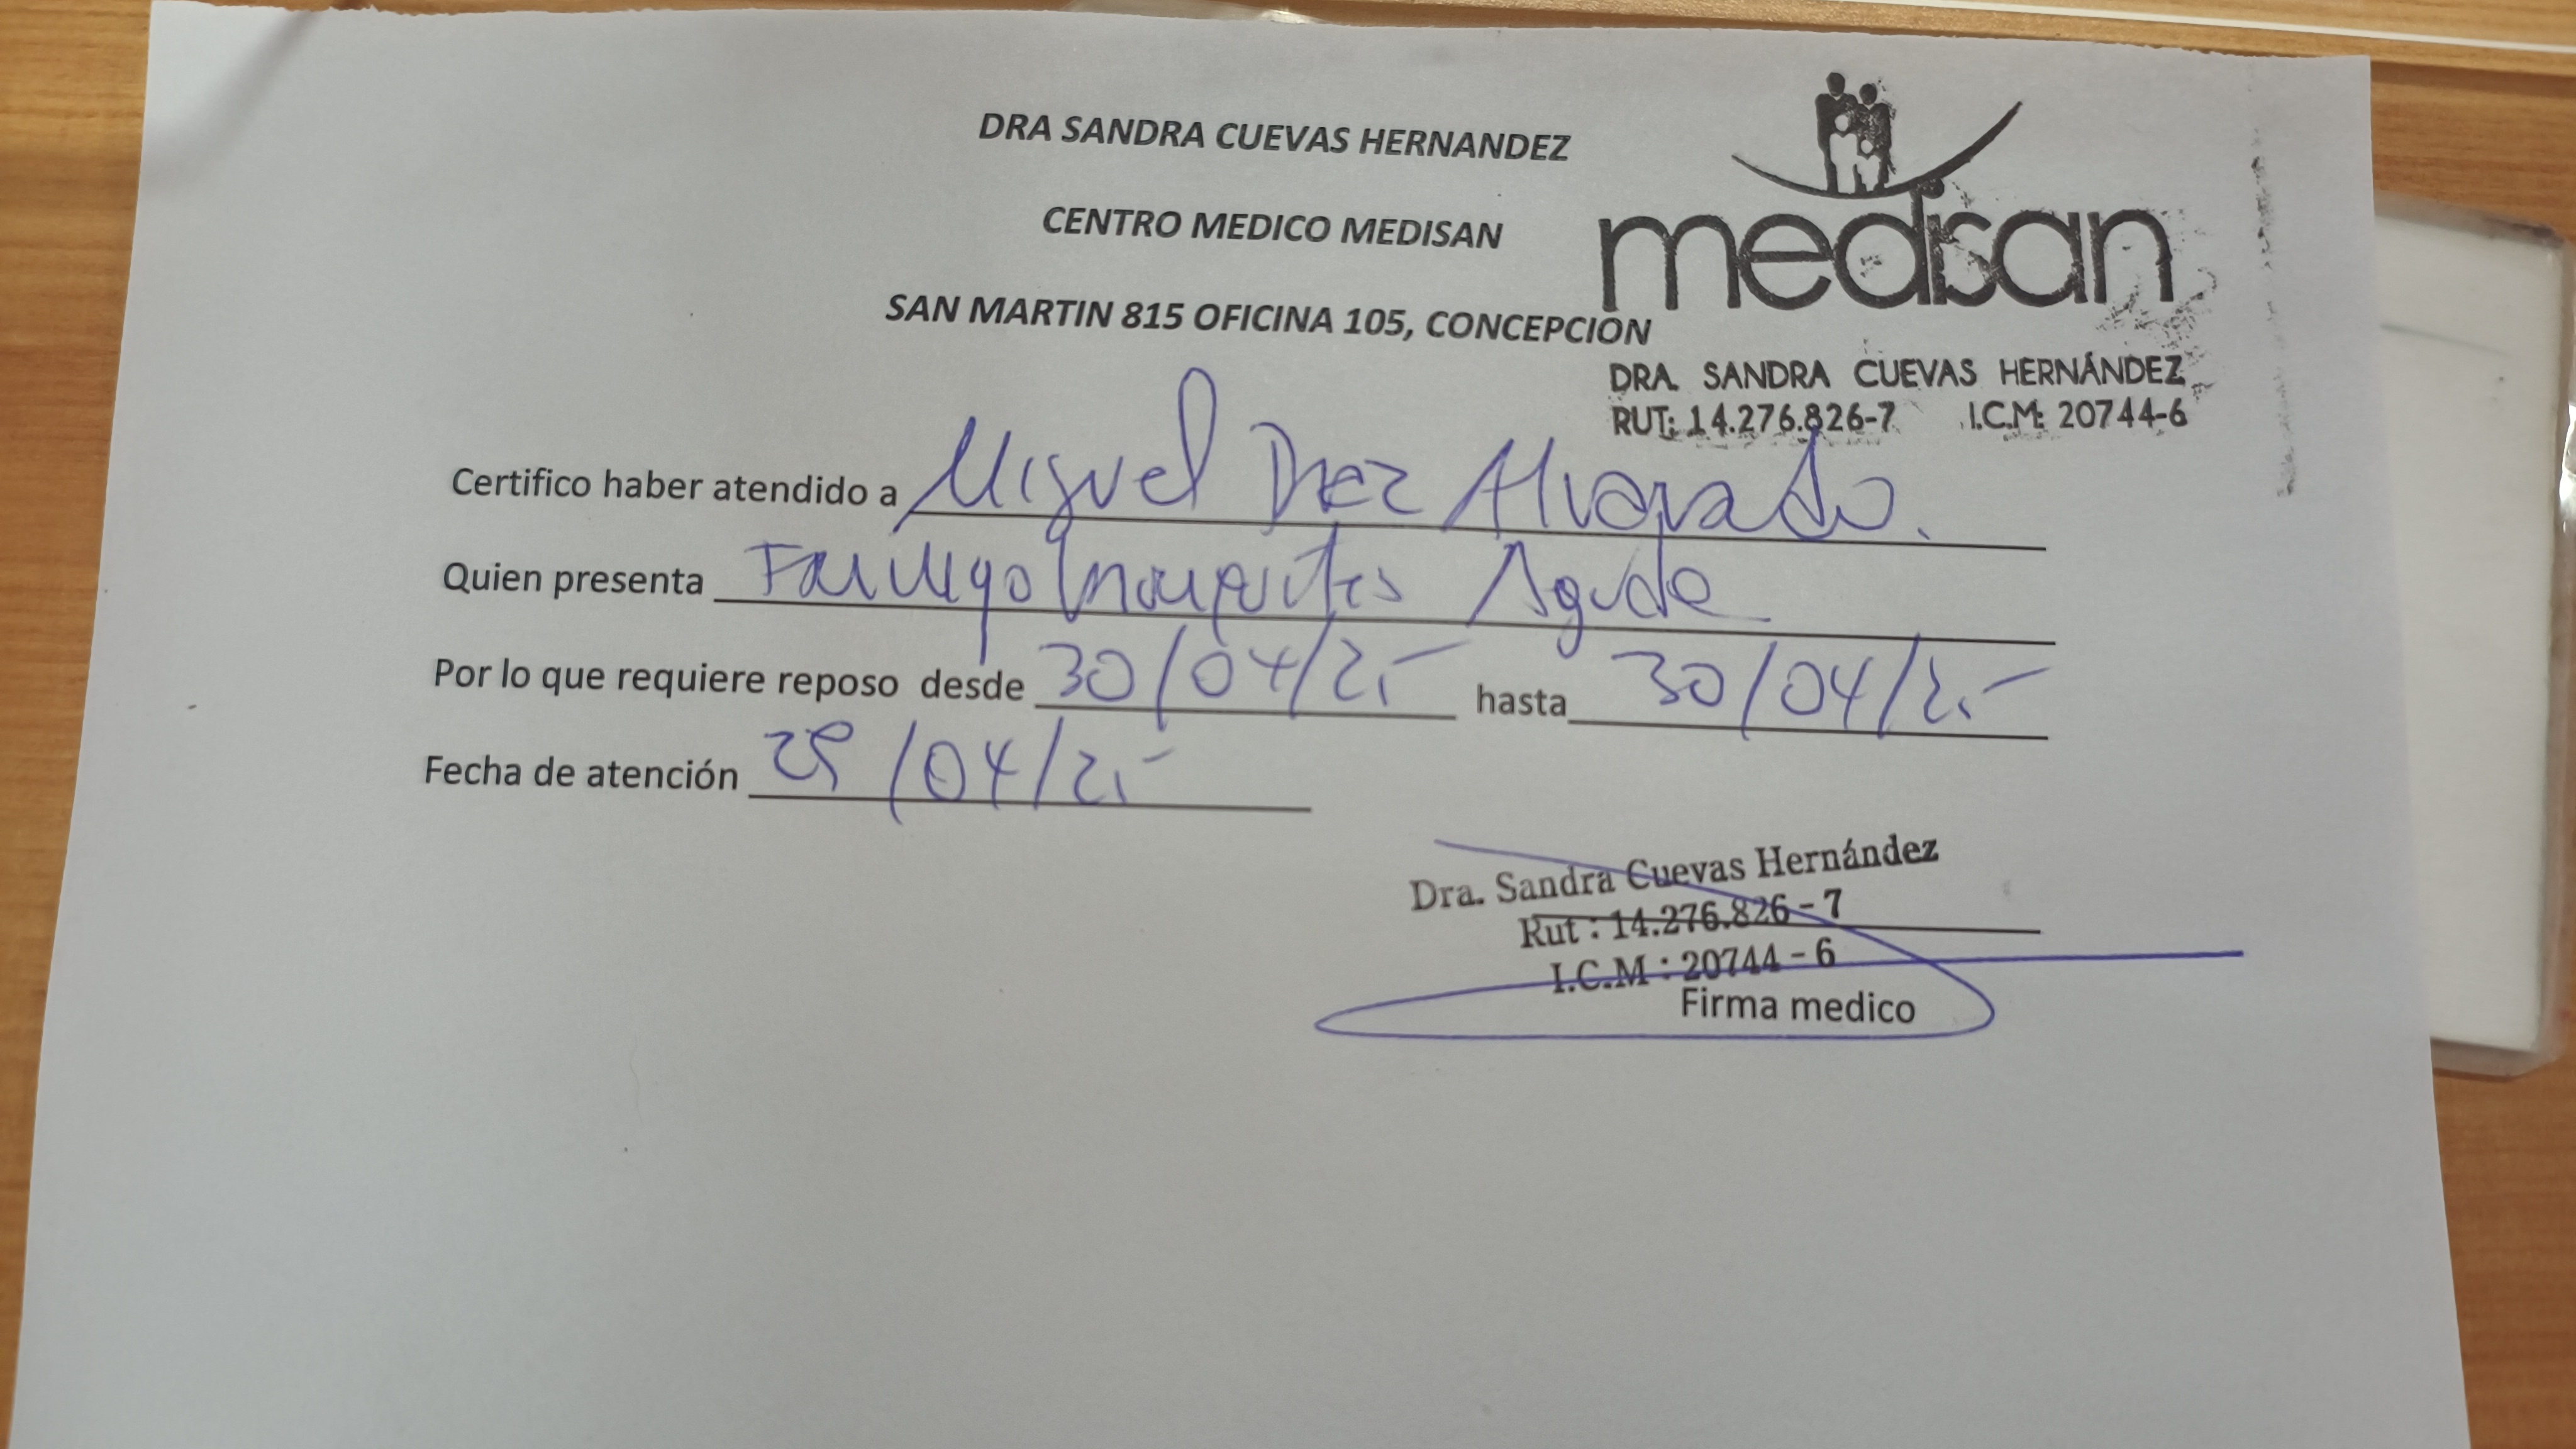 DRA SANDRA CUEVAS HERNANDEZ
CENTRO MEDICO MEDISAN
SAN MARTIN 815 OFICINA 105, CONCEPCIÓN
medisan
DRA. SANDRA CUEVAS HERNÁNDEZ
RUT: 14.276.826-7 I.C.M: 20744-6
Certifico haber atendido a Miguel Diez Alvarado.
Quien presenta Aguda
Por lo que requiere reposo desde 30/04/25 hasta 30/04/25
Fecha de atención 29/04/25
Dra. Sandra Cuevas Hernández
Rut : 14.276.826 - 7
I.C.M : 20744 - 6
Firma medico